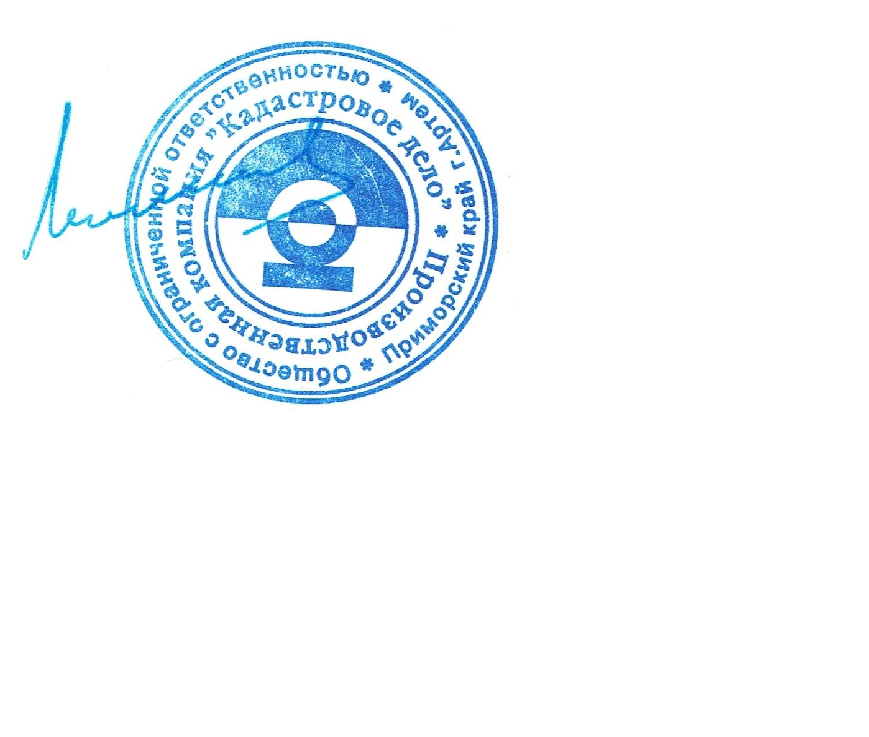 Общество с ограниченной ответственностью * Приморский край г.Артем *
Производственная компания "Кадастровое дело" *